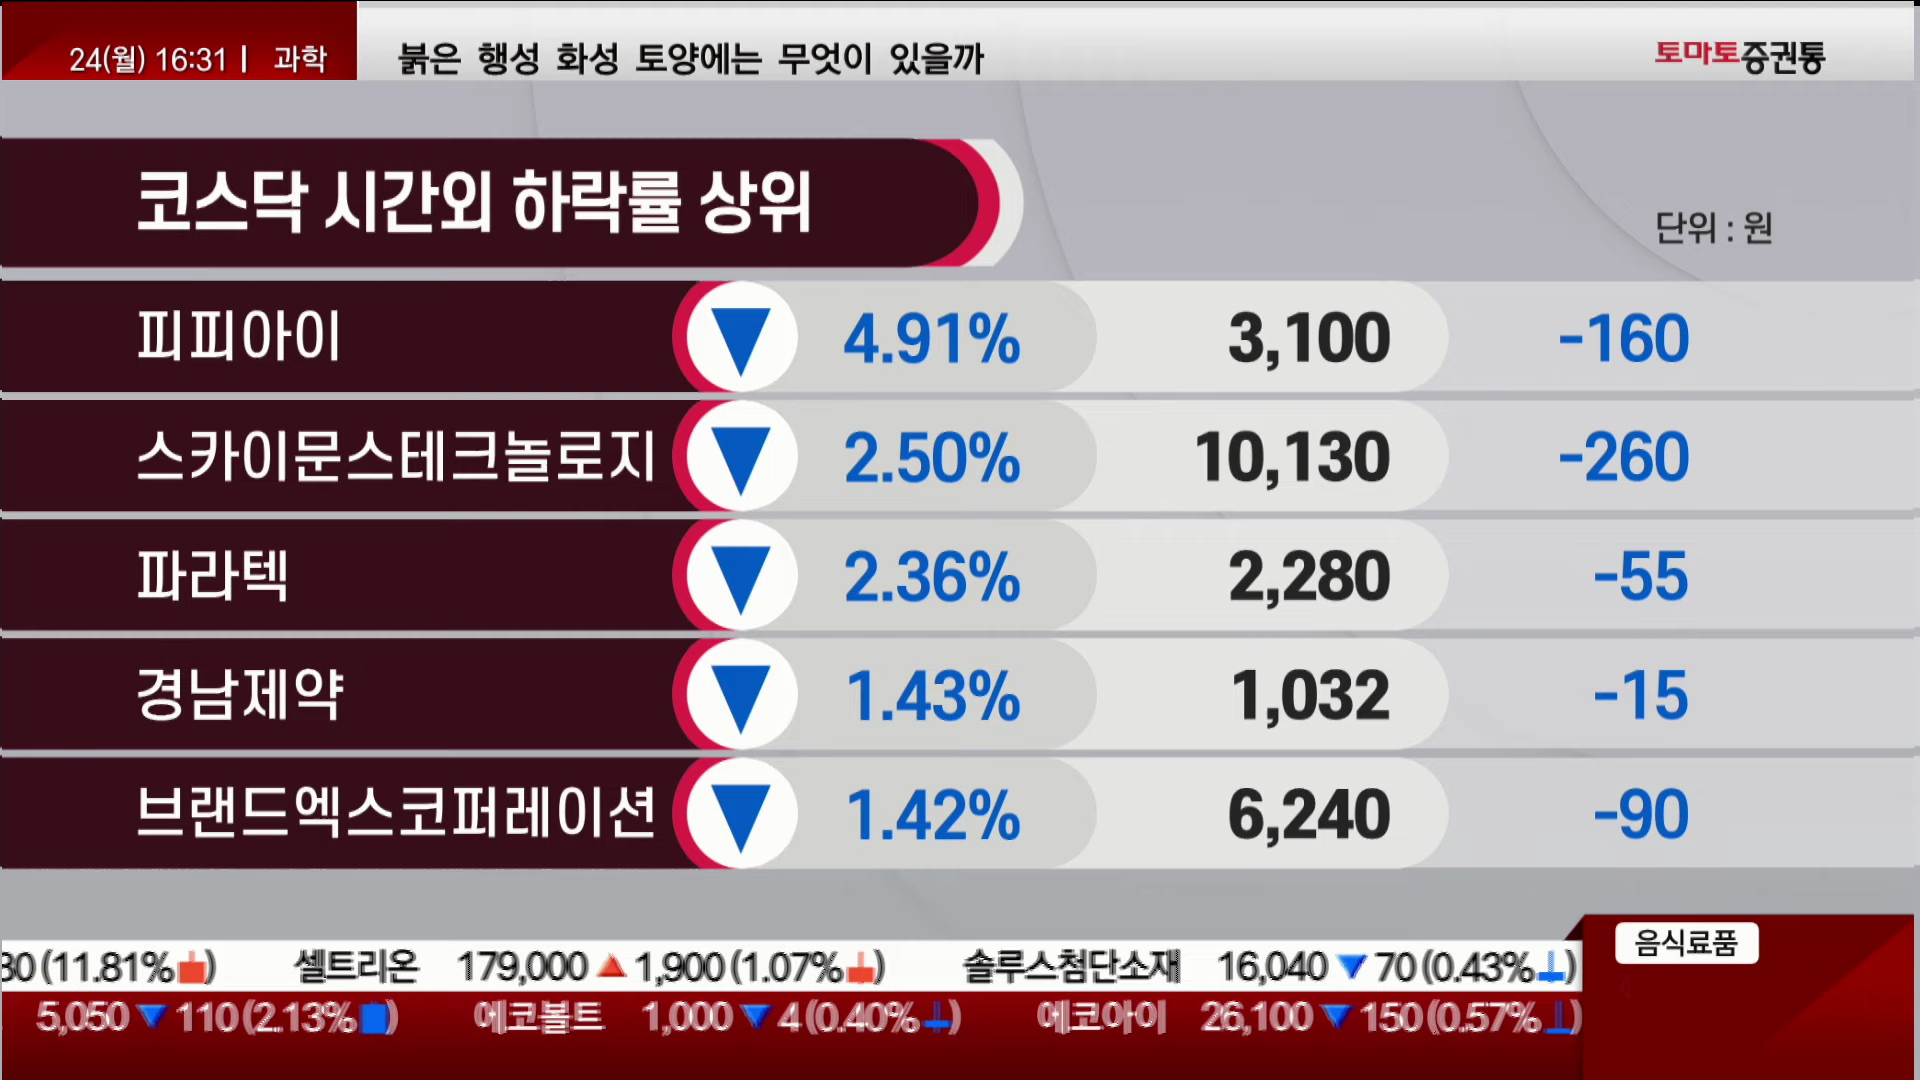 24(월) 16:31 | 과학 붉은 행성 화성 토양에는 무엇이 있을까 토마토증권통
코스닥 시간외 하락률 상위
단위 : 원
피피아이 ▼ 4.91% 3,100 -160
스카이문스테크놀로지 ▼ 2.50% 10,130 -260
파라텍 ▼ 2.36% 2,280 -55
경남제약 ▼ 1.43% 1,032 -15
브랜드엑스코퍼레이션 ▼ 1.42% 6,240 -90
음식료품
80 (11.81%) 셀트리온 179,000 ▲ 1,900 (1.07%) 솔루스첨단소재 16,040 ▼ 70 (0.43%)
5,050 ▼ 110 (2.13%) 에코볼트 1,000 ▼ 4 (0.40%) 에코아이 26,100 ▼ 150 (0.57%)